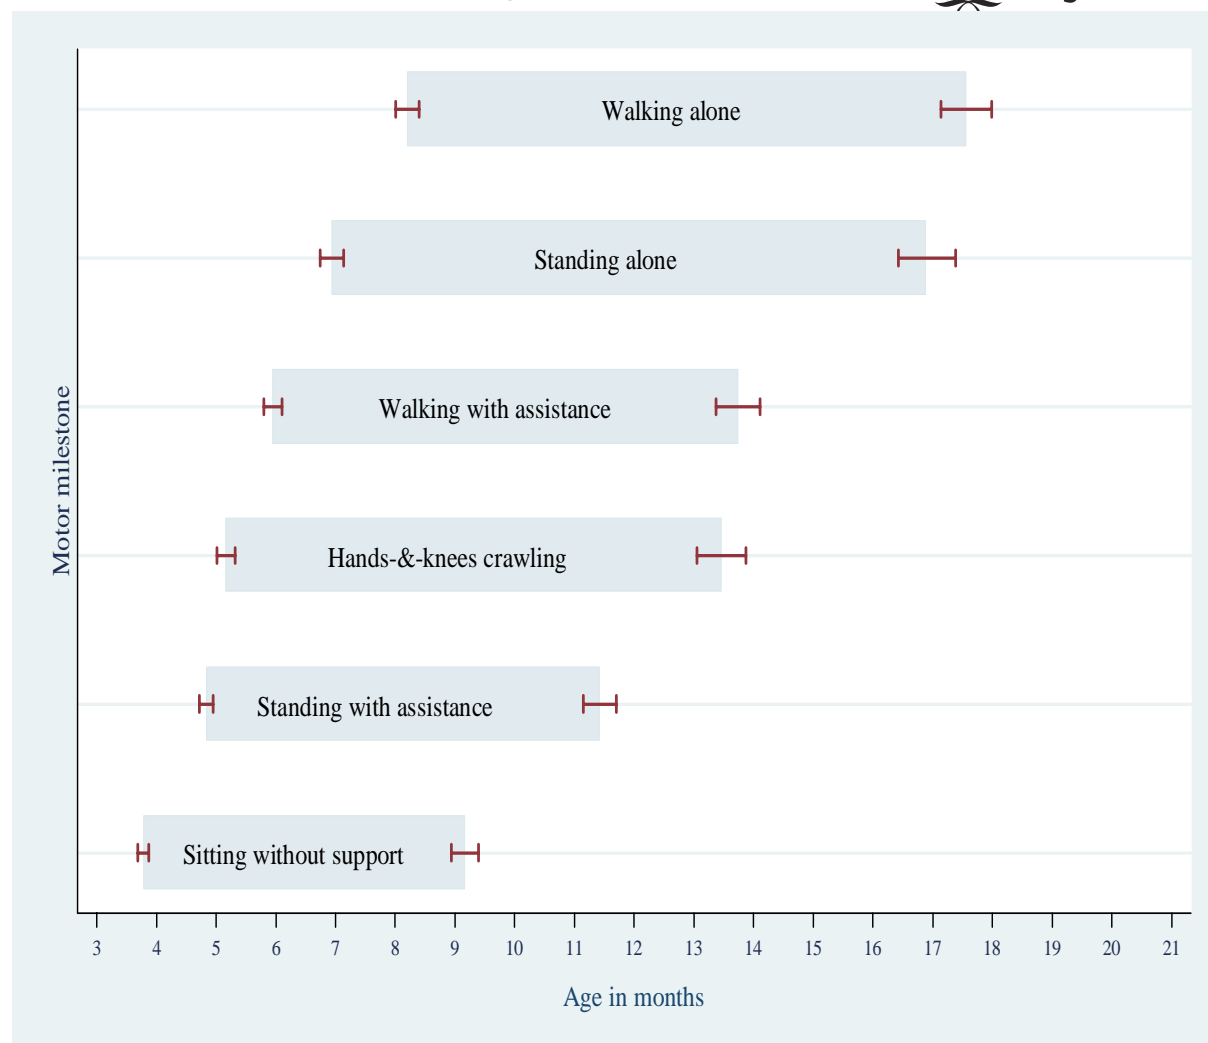 Walking alone
Standing alone
Walking with assistance
Hands-&-knees crawling
Standing with assistance
Sitting without support
Motor milestone
3 4 5 6 7 8 9 10 11 12 13 14 15 16 17 18 19 20 21
Age in months